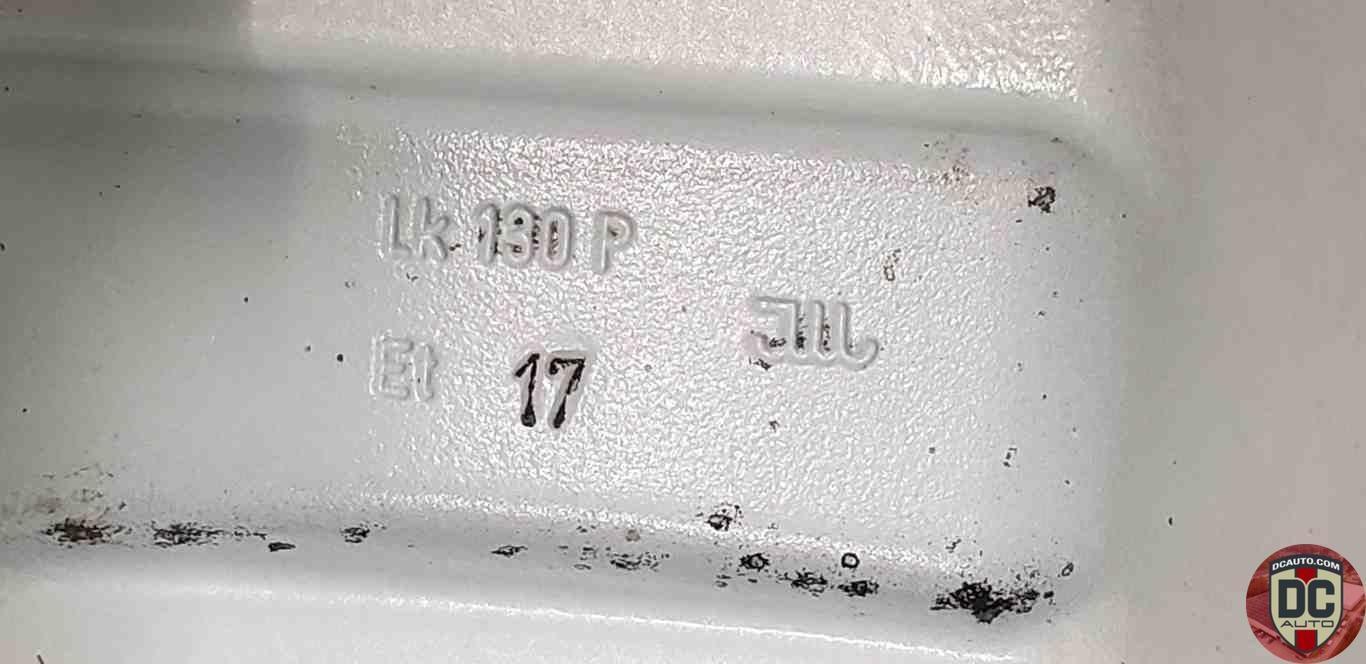 Lk 130 P
Et 17
DCAUTO.COM
DC
AUTO